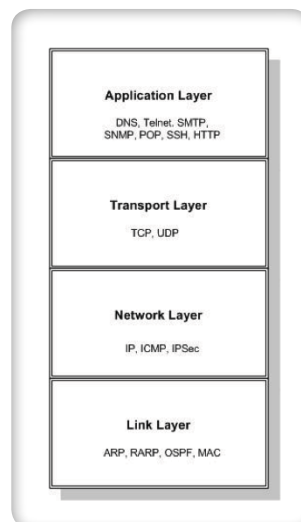 Application Layer
DNS, Telnet. SMTP,
SNMP, POP, SSH, HTTP
Transport Layer
TCP, UDP
Network Layer
IP, ICMP, IPSec
Link Layer
ARP, RARP, OSPF, MAC